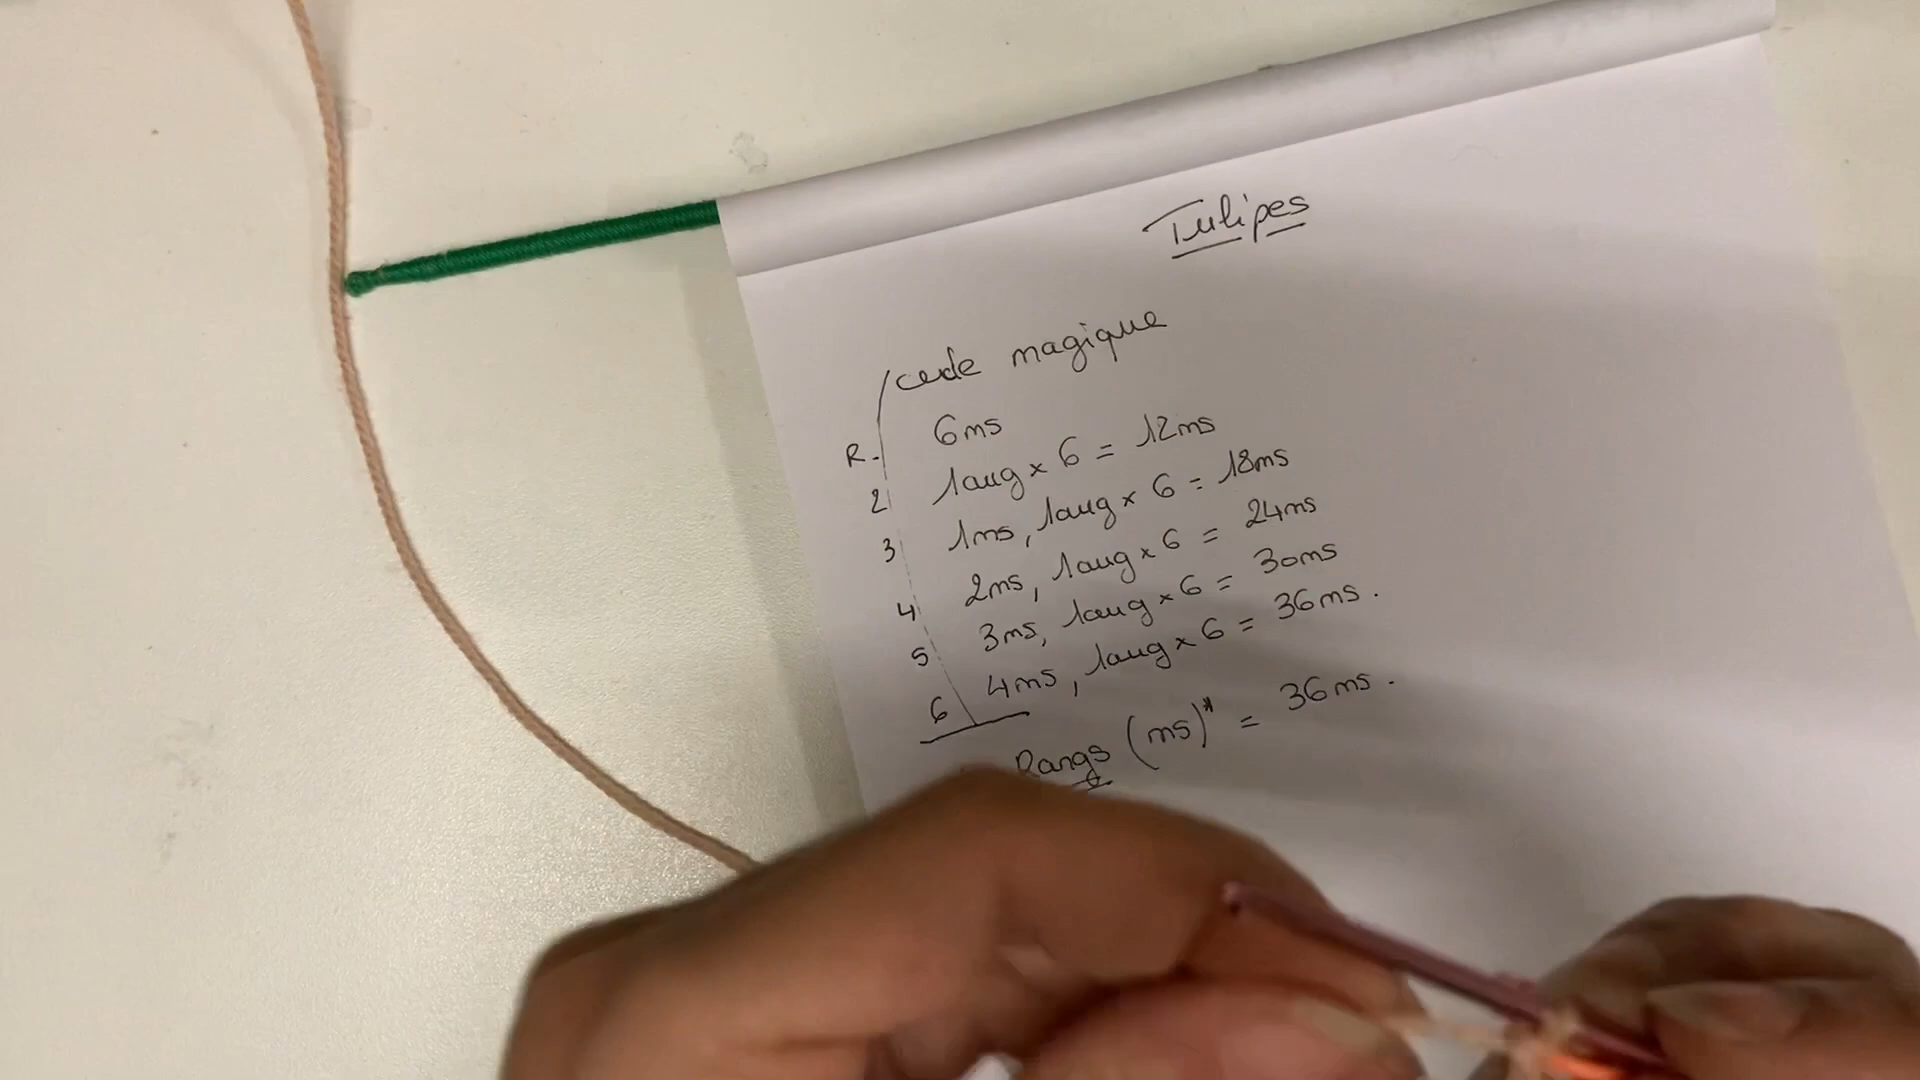 Tulipes
cercle magique
R. 6ms
2 1aug x 6 = 12ms
3 1ms, 1aug x 6 = 18ms
4 2ms, 1aug x 6 = 24ms
5 3ms, 1aug x 6 = 30ms
6 4ms, 1aug x 6 = 36ms.
Rangs (ms)* = 36ms.